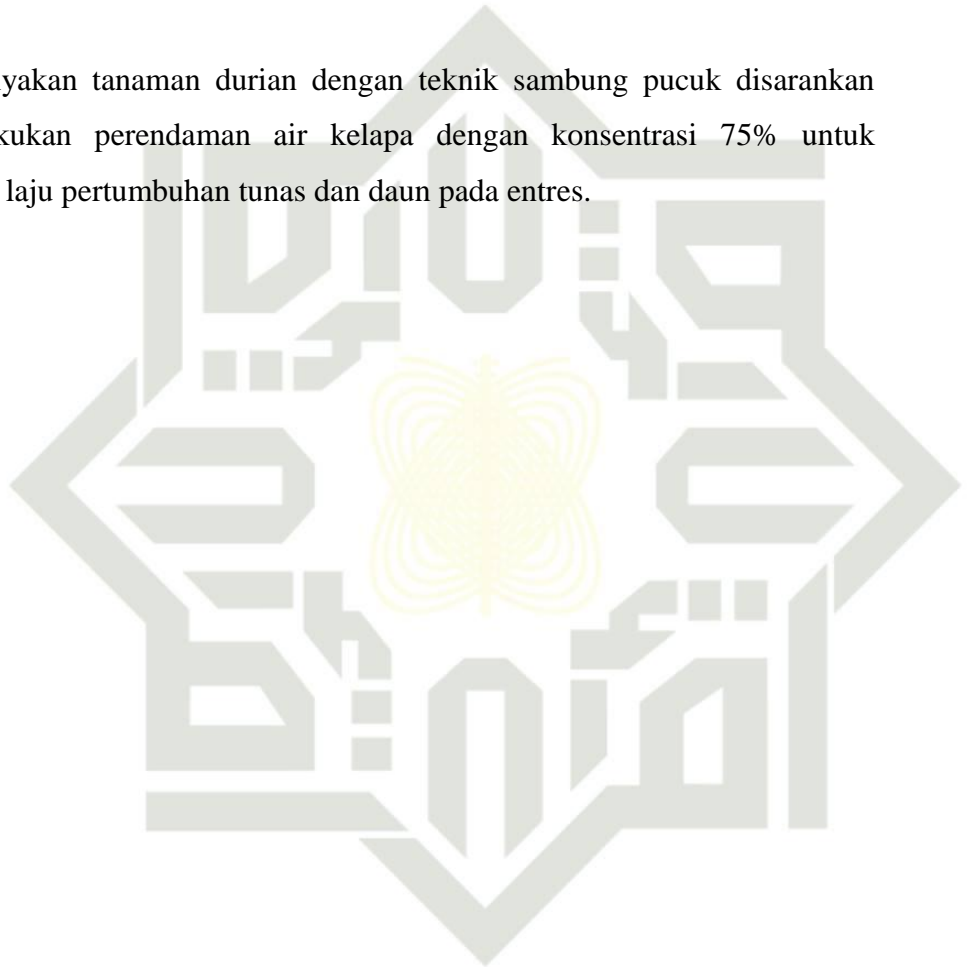 yakan tanaman durian dengan teknik sambung pucuk disarankan
kukan perendaman air kelapa dengan konsentrasi 75% untuk
laju pertumbuhan tunas dan daun pada entres.